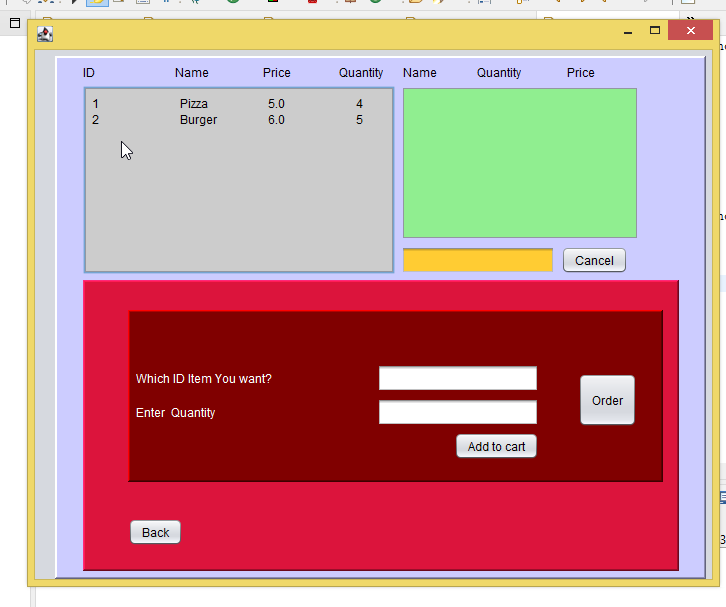 ID Name Price Quantity Name Quantity Price
1 Pizza 5.0 4
2 Burger 6.0 5
Cancel
Which ID Item You want?
Enter Quantity
Order
Add to cart
Back